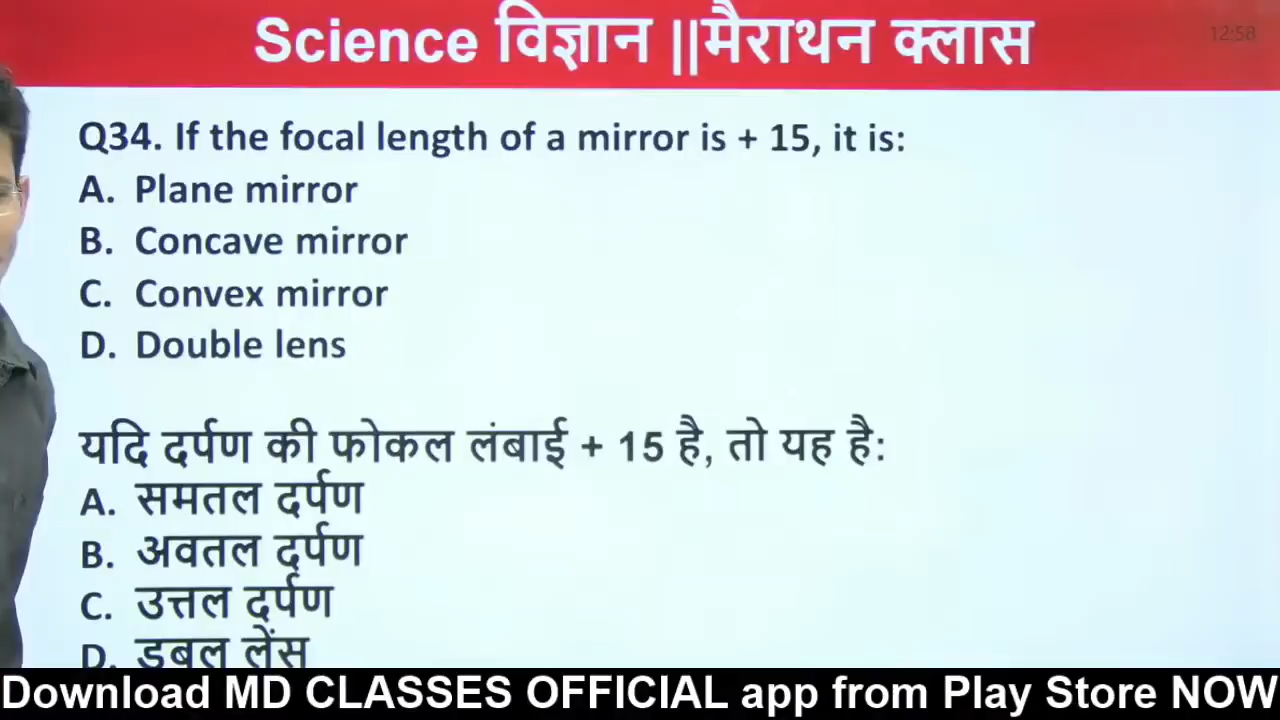 Science विज्ञान ||मैराथन क्लास
12:58
Q34. If the focal length of a mirror is + 15, it is:
A. Plane mirror
B. Concave mirror
C. Convex mirror
D. Double lens
यदि दर्पण की फोकल लंबाई + 15 है, तो यह है:
A. समतल दर्पण
B. अवतल दर्पण
C. उत्तल दर्पण
D. डबल लेंस
Download MD CLASSES OFFICIAL app from Play Store NOW